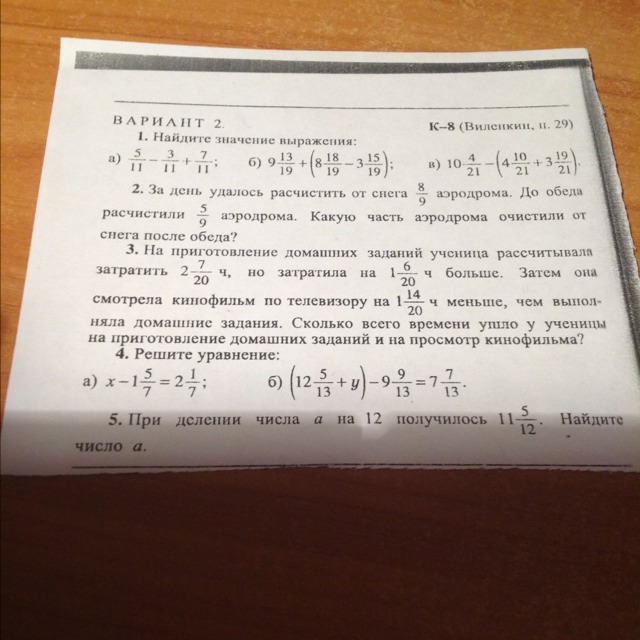 ВАРИАНТ 2. К–8 (Виленкин, п. 29)
1. Найдите значение выражения:
а) 5/11 − 3/11 + 7/11; б) 9 13/19 + (8 18/19 − 3 15/19); в) 10 4/21 − (4 10/21 + 3 19/21).
2. За день удалось расчистить от снега 8/9 аэродрома. До обеда
расчистили 5/9 аэродрома. Какую часть аэродрома очистили от
снега после обеда?
3. На приготовление домашних заданий ученица рассчитывала
затратить 2 7/20 ч, но затратила на 1 6/20 ч больше. Затем она
смотрела кинофильм по телевизору на 1 14/20 ч меньше, чем выпол-
няла домашние задания. Сколько всего времени ушло у ученицы
на приготовление домашних заданий и на просмотр кинофильма?
4. Решите уравнение:
а) x − 1 5/7 = 2 1/7; б) (12 5/13 + y) − 9 9/13 = 7 7/13.
5. При делении числа a на 12 получилось 11 5/12. Найдите
число a.